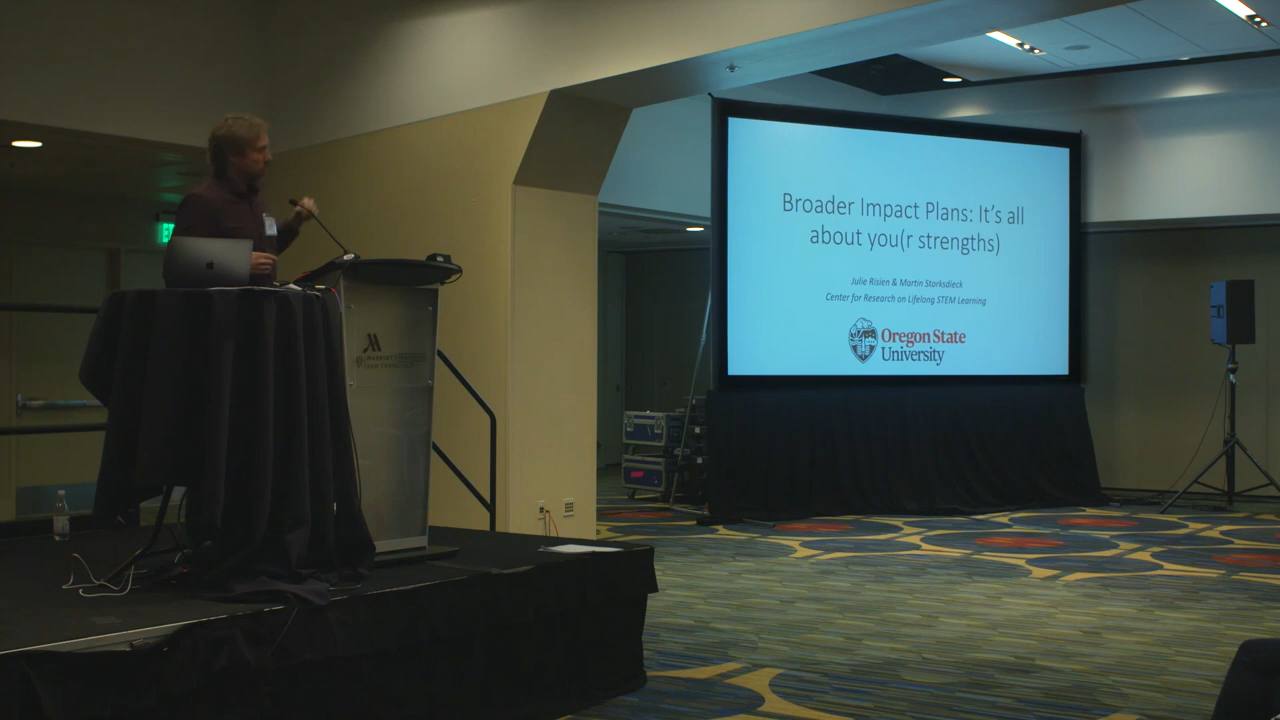 Broader Impact Plans: It's all
about you(r strengths)
Julie Risien & Martin Storksdieck
Center for Research on Lifelong STEM Learning
Oregon State
University
MARRIOTT